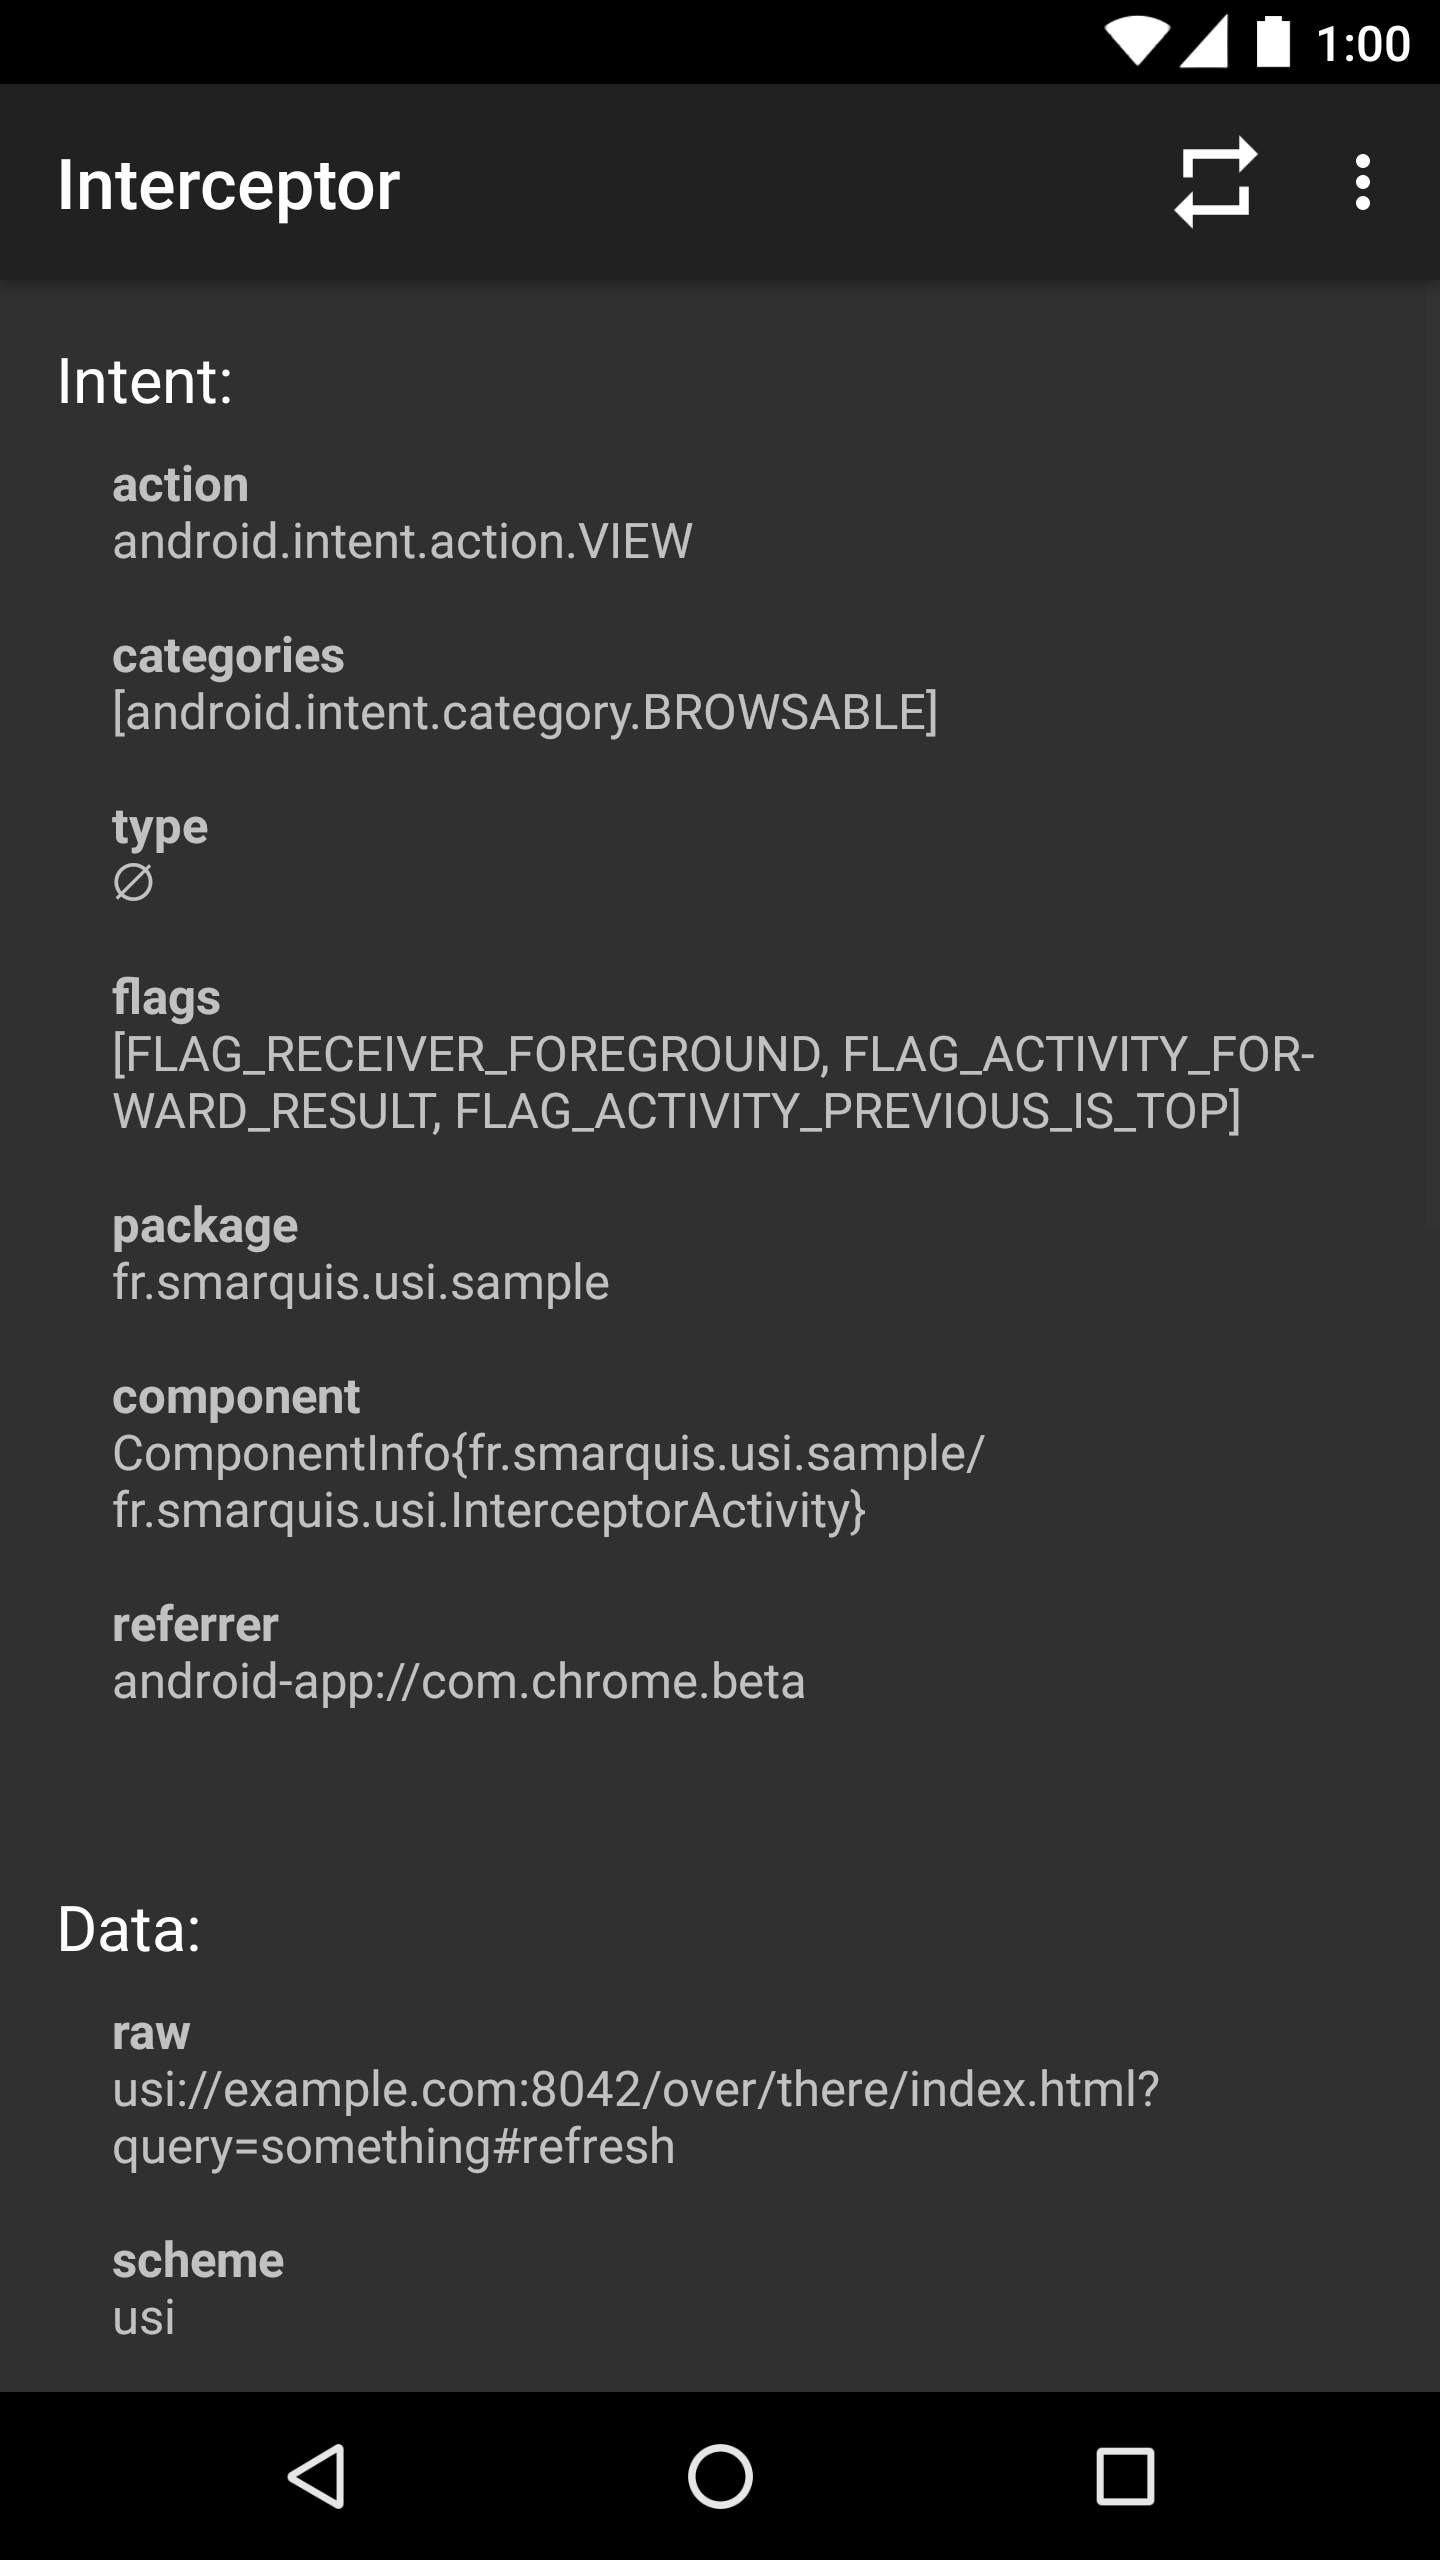 1:00
Interceptor
Intent:
action
android.intent.action.VIEW
categories
[android.intent.category.BROWSABLE]
type
∅
flags
[FLAG_RECEIVER_FOREGROUND, FLAG_ACTIVITY_FOR-
WARD_RESULT, FLAG_ACTIVITY_PREVIOUS_IS_TOP]
package
fr.smarquis.usi.sample
component
ComponentInfo{fr.smarquis.usi.sample/
fr.smarquis.usi.InterceptorActivity}
referrer
android-app://com.chrome.beta
Data:
raw
usi://example.com:8042/over/there/index.html?
query=something#refresh
scheme
usi